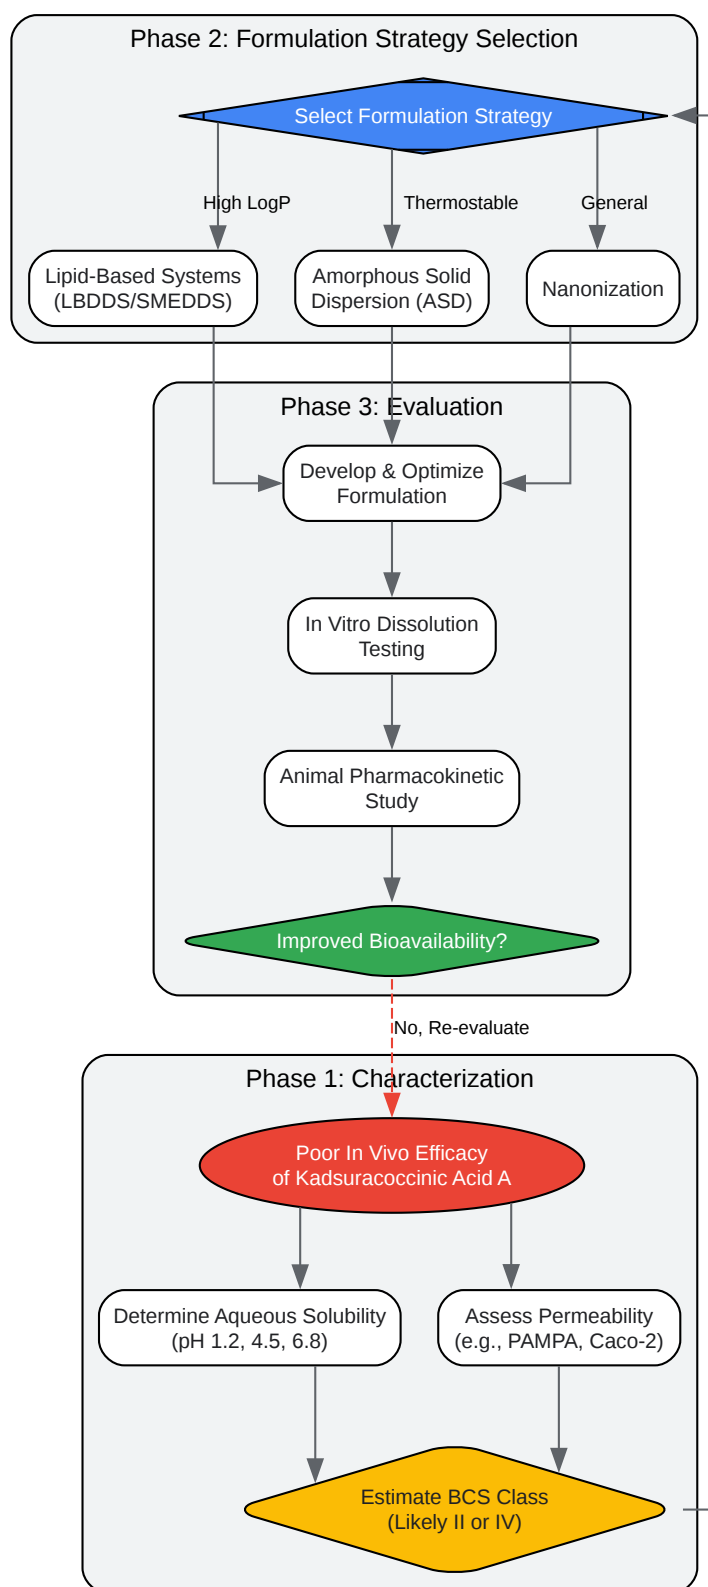 Phase 2: Formulation Strategy Selection
Select Formulation Strategy
High LogP
Thermostable
General
Lipid-Based Systems
(LBDDS/SMEDDS)
Amorphous Solid
Dispersion (ASD)
Nanonization
Phase 3: Evaluation
Develop & Optimize
Formulation
In Vitro Dissolution
Testing
Animal Pharmacokinetic
Study
Improved Bioavailability?
No, Re-evaluate
Phase 1: Characterization
Poor In Vivo Efficacy
of Kadsuracoccinic Acid A
Determine Aqueous Solubility
(pH 1.2, 4.5, 6.8)
Assess Permeability
(e.g., PAMPA, Caco-2)
Estimate BCS Class
(Likely II or IV)